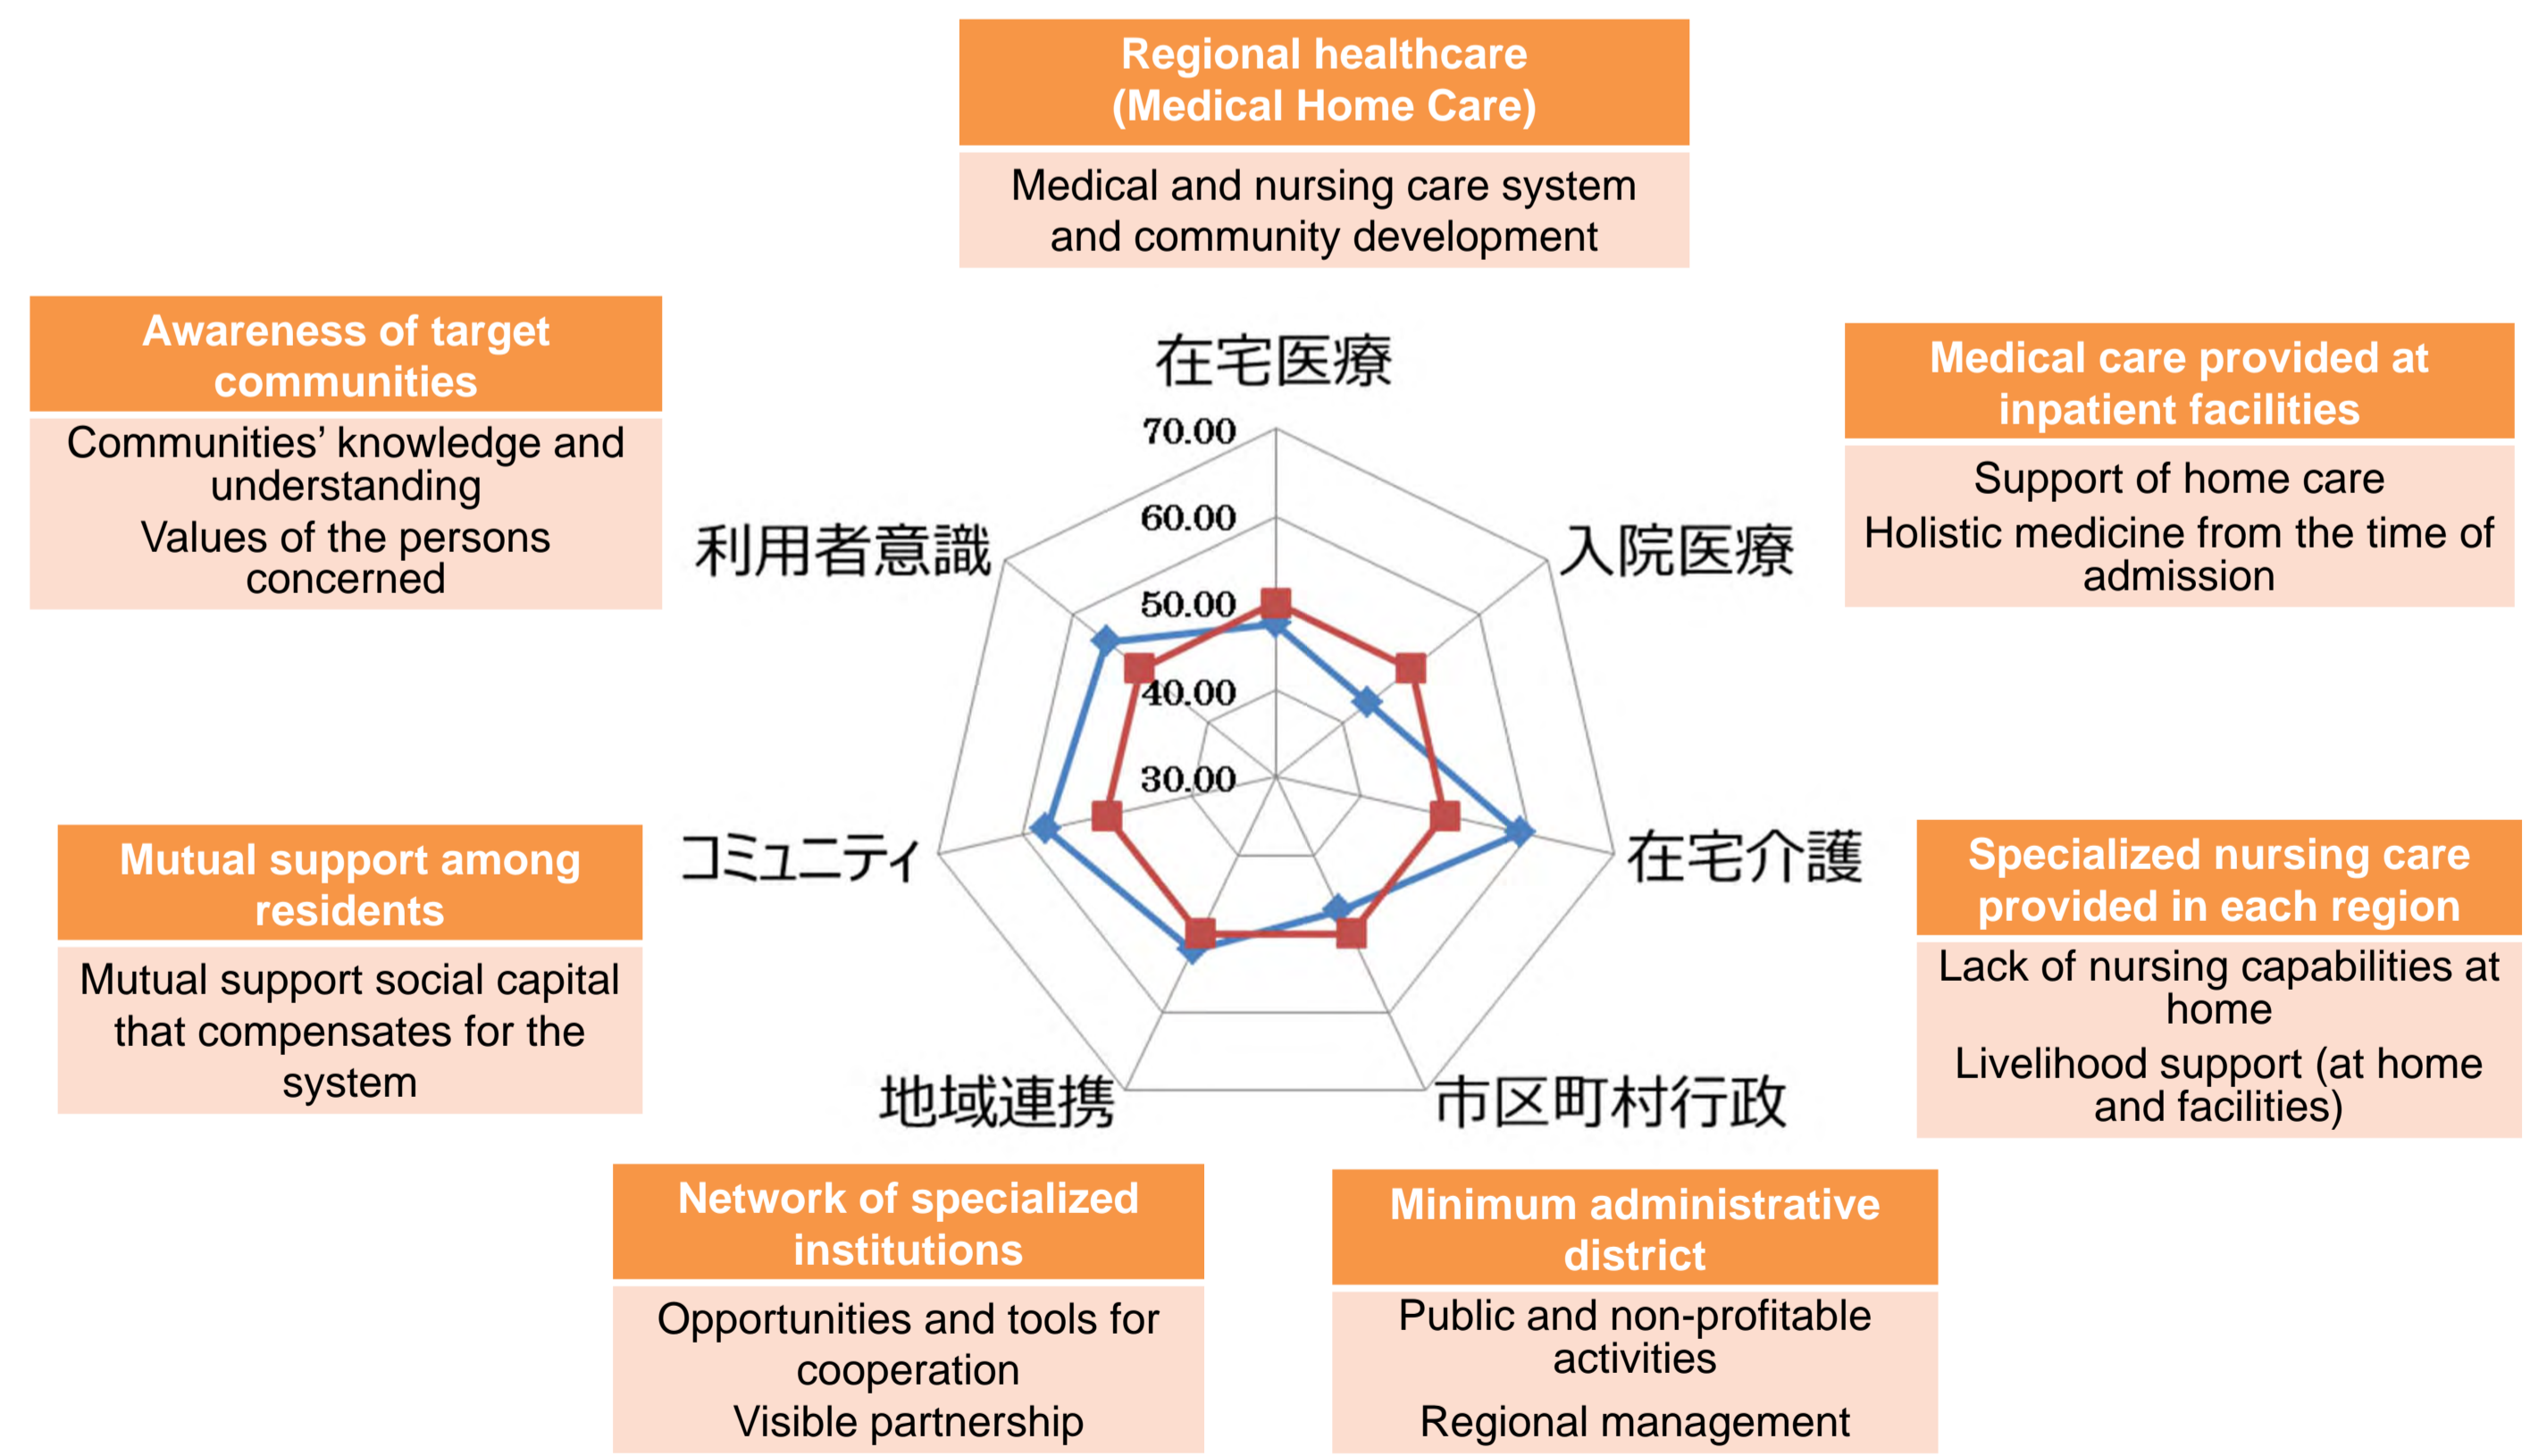 Regional healthcare
(Medical Home Care)
Medical and nursing care system
and community development
Awareness of target
communities
Communities’ knowledge and
understanding
Values of the persons
concerned
Medical care provided at
inpatient facilities
Support of home care
Holistic medicine from the time of
admission
在宅医療
70.00
60.00
50.00
40.00
30.00
利用者意識
入院医療
コミュニティ
在宅介護
地域連携
市区町村行政
Mutual support among
residents
Mutual support social capital
that compensates for the
system
Specialized nursing care
provided in each region
Lack of nursing capabilities at
home
Livelihood support (at home
and facilities)
Network of specialized
institutions
Opportunities and tools for
cooperation
Visible partnership
Minimum administrative
district
Public and non-profitable
activities
Regional management